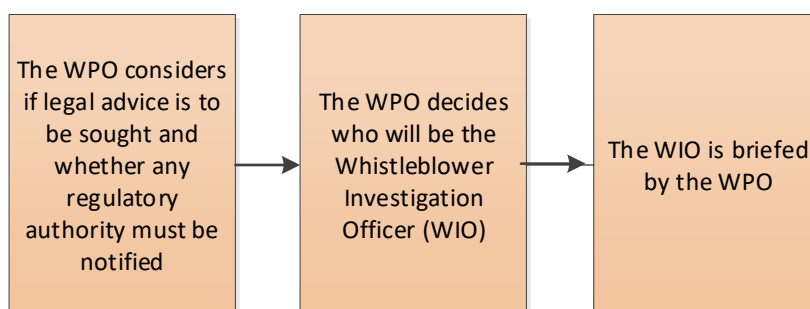 The WPO considers
if legal advice is to
be sought and
whether any
regulatory
authority must be
notified
The WPO decides
who will be the
Whistleblower
Investigation
Officer (WIO)
The WIO is briefed
by the WPO